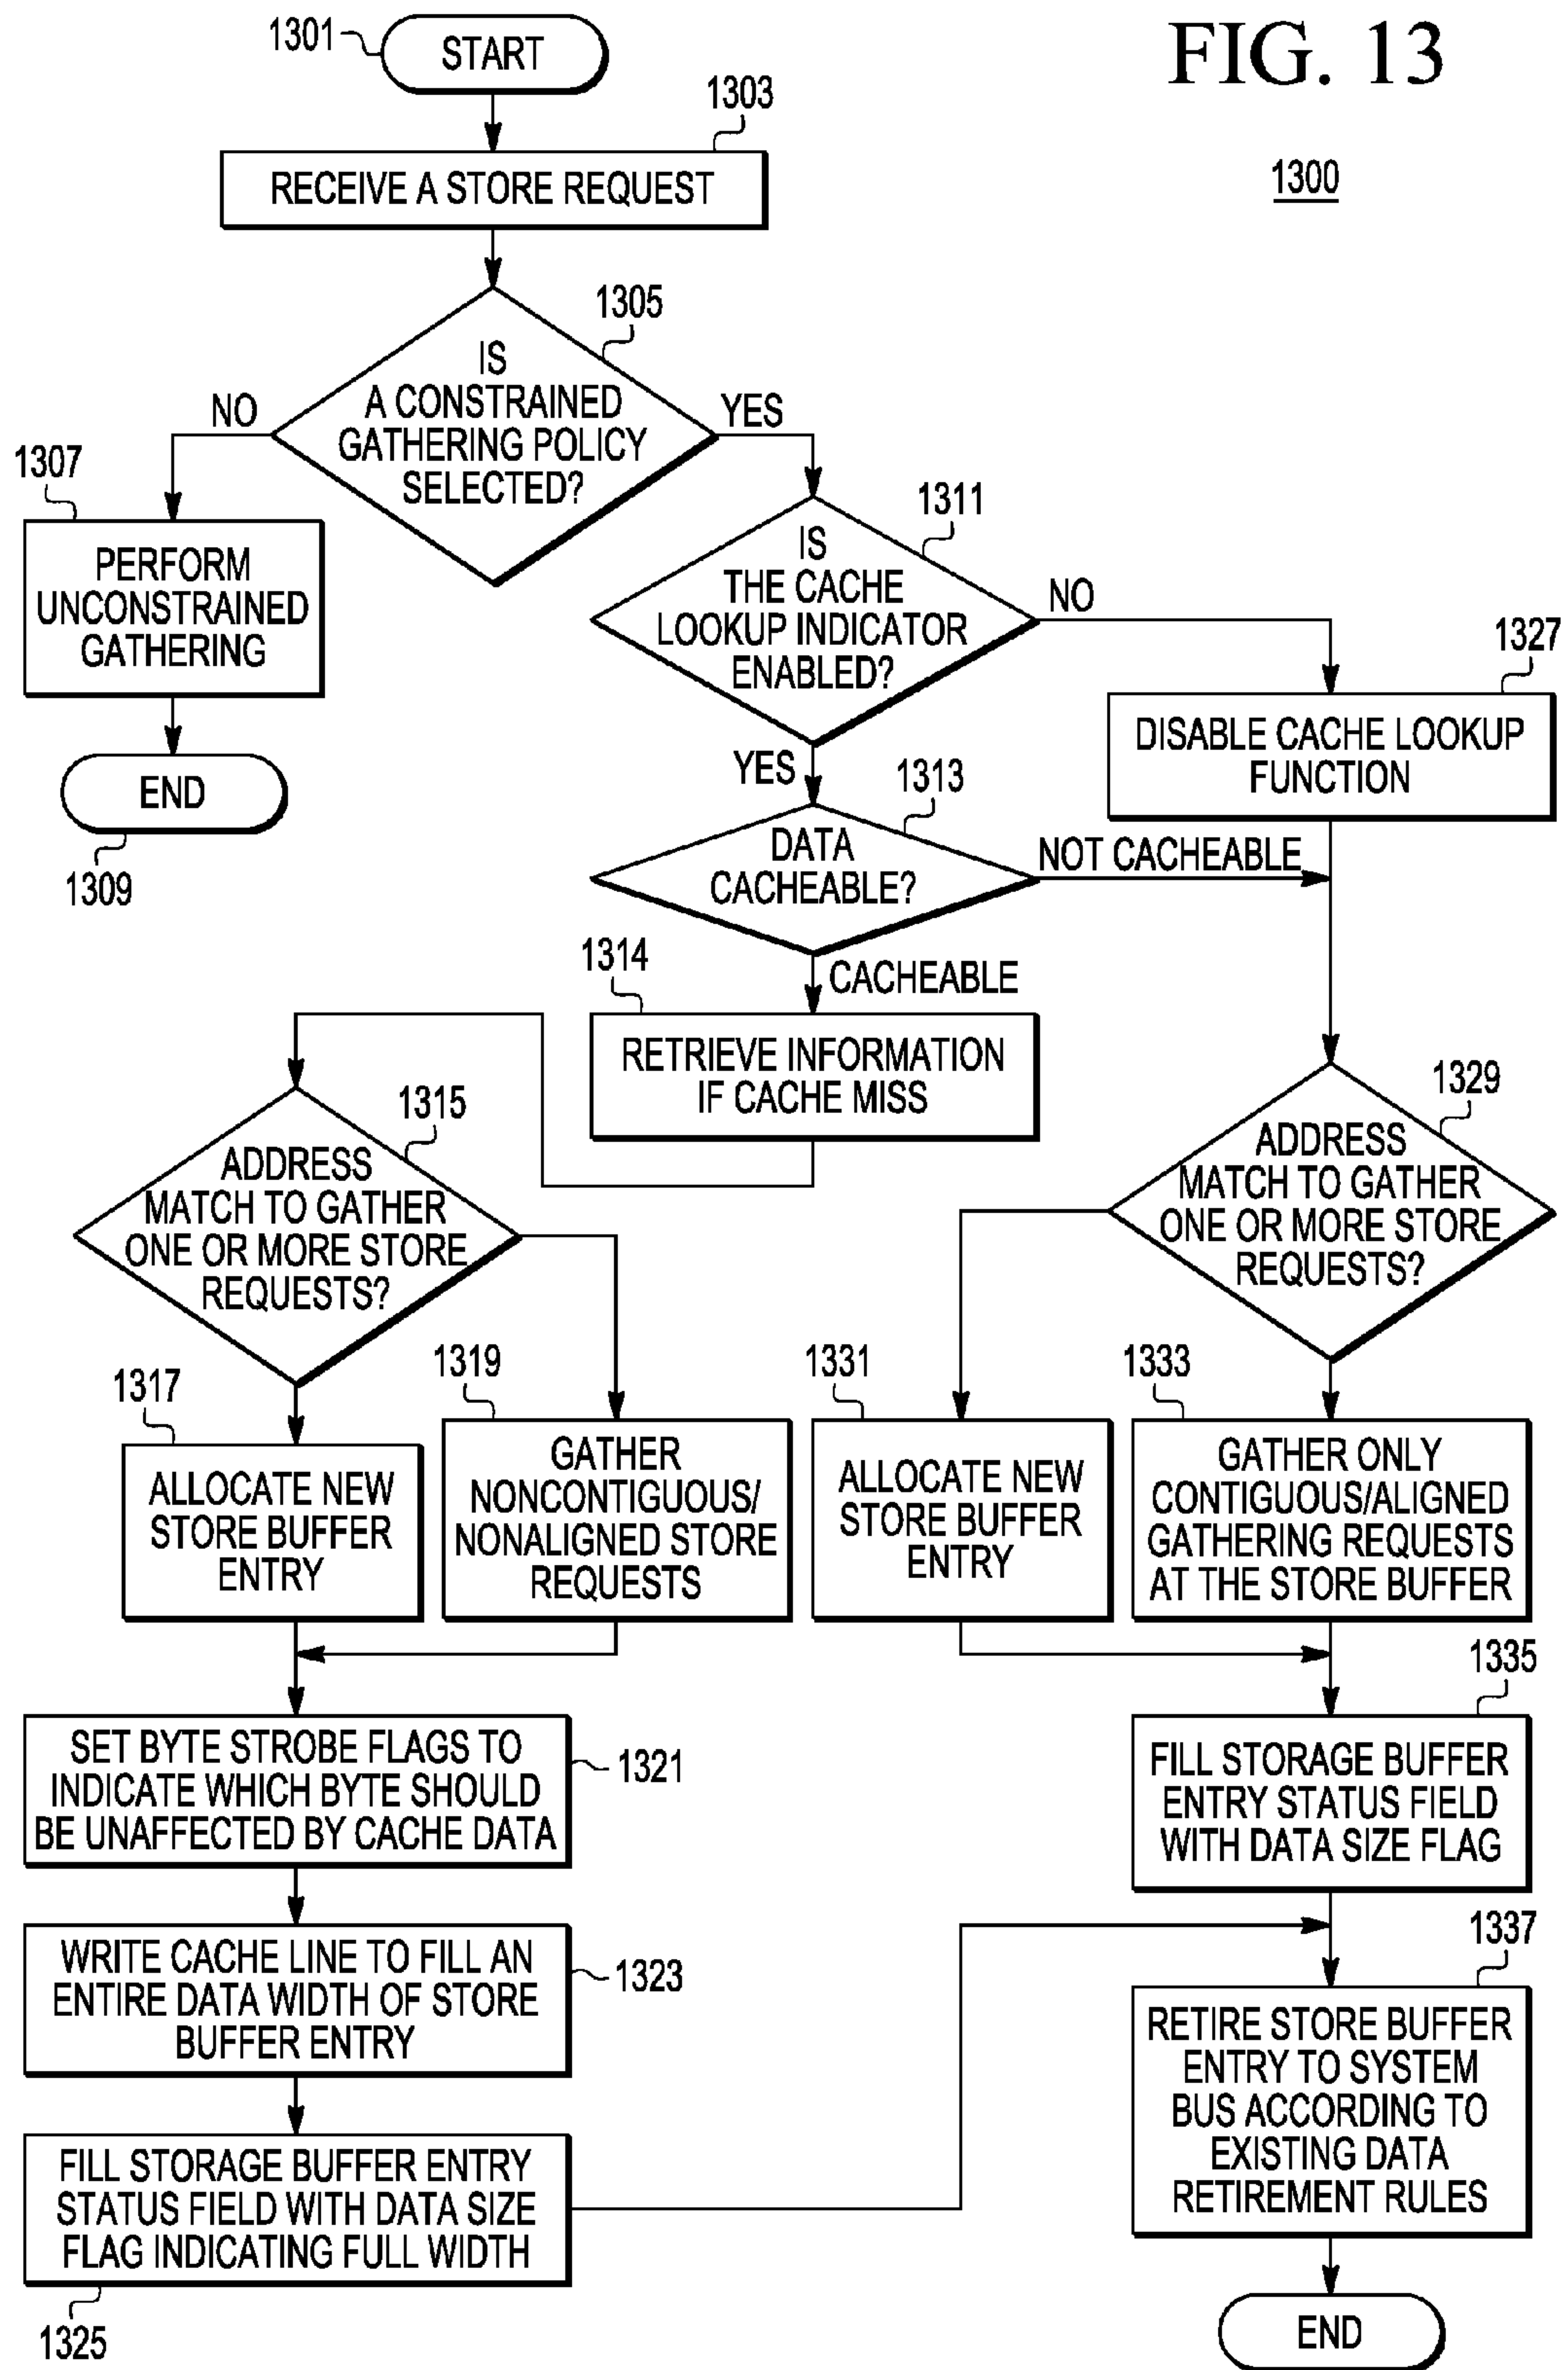 FIG. 13
1300
1301
START
1303
RECEIVE A STORE REQUEST
1305
IS
A CONSTRAINED
GATHERING POLICY
SELECTED?
NO
YES
1307
PERFORM
UNCONSTRAINED
GATHERING
END
1309
1311
IS
THE CACHE
LOOKUP INDICATOR
ENABLED?
NO
YES
1327
DISABLE CACHE LOOKUP
FUNCTION
1313
DATA
CACHEABLE?
NOT CACHEABLE
CACHEABLE
1314
RETRIEVE INFORMATION
IF CACHE MISS
1315
ADDRESS
MATCH TO GATHER
ONE OR MORE STORE
REQUESTS?
1329
ADDRESS
MATCH TO GATHER
ONE OR MORE STORE
REQUESTS?
1317
ALLOCATE NEW
STORE BUFFER
ENTRY
1319
GATHER
NONCONTIGUOUS/
NONALIGNED STORE
REQUESTS
1331
ALLOCATE NEW
STORE BUFFER
ENTRY
1333
GATHER ONLY
CONTIGUOUS/ALIGNED
GATHERING REQUESTS
AT THE STORE BUFFER
SET BYTE STROBE FLAGS TO
INDICATE WHICH BYTE SHOULD
BE UNAFFECTED BY CACHE DATA
1321
1335
FILL STORAGE BUFFER
ENTRY STATUS FIELD
WITH DATA SIZE FLAG
WRITE CACHE LINE TO FILL AN
ENTIRE DATA WIDTH OF STORE
BUFFER ENTRY
1323
1337
RETIRE STORE BUFFER
ENTRY TO SYSTEM
BUS ACCORDING TO
EXISTING DATA
RETIREMENT RULES
FILL STORAGE BUFFER ENTRY
STATUS FIELD WITH DATA SIZE
FLAG INDICATING FULL WIDTH
1325
END